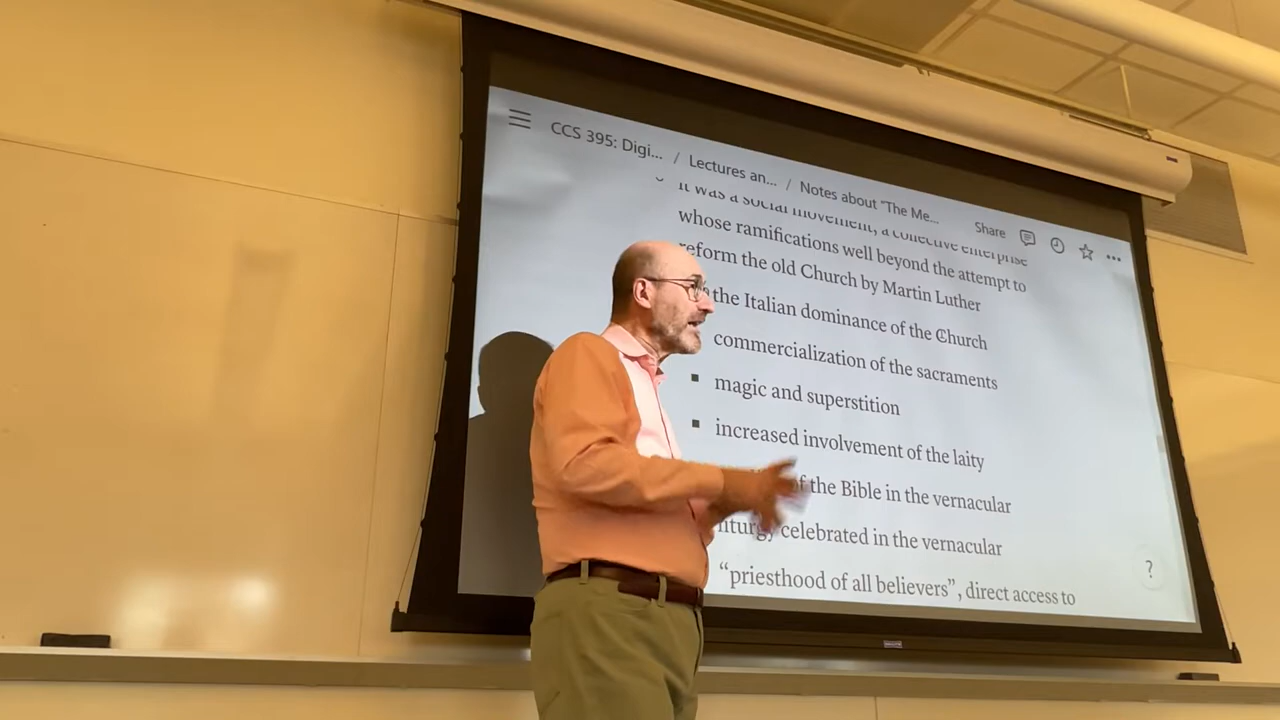 CCS 395: Digi... / Lectures an... / Notes about "The Me...
Share
It was a social movement, a collective enterprise
whose ramifications well beyond the attempt to
reform the old Church by Martin Luther
the Italian dominance of the Church
commercialization of the sacraments
magic and superstition
increased involvement of the laity
of the Bible in the vernacular
liturgy celebrated in the vernacular
“priesthood of all believers”, direct access to
?